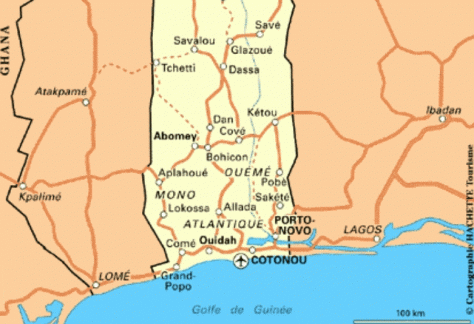 GHANA
Savé
Savalou
Glazoué
Tchetti
Dassa
Atakpamé
Ibadan
Kétou
Dan
Cové
Abomey
Bohicon
OUÉMÉ
Aplahoué
Pobé
Kpalimé
MONO
Sakété
Lokossa
Allada
ATLANTIQUE
PORTO-
NOVO
LAGOS
Ouidah
Comé
COTONOU
LOMÉ
Grand-
Popo
Golfe de Guinée
100 km
© Cartographie HACHETTE Tourisme